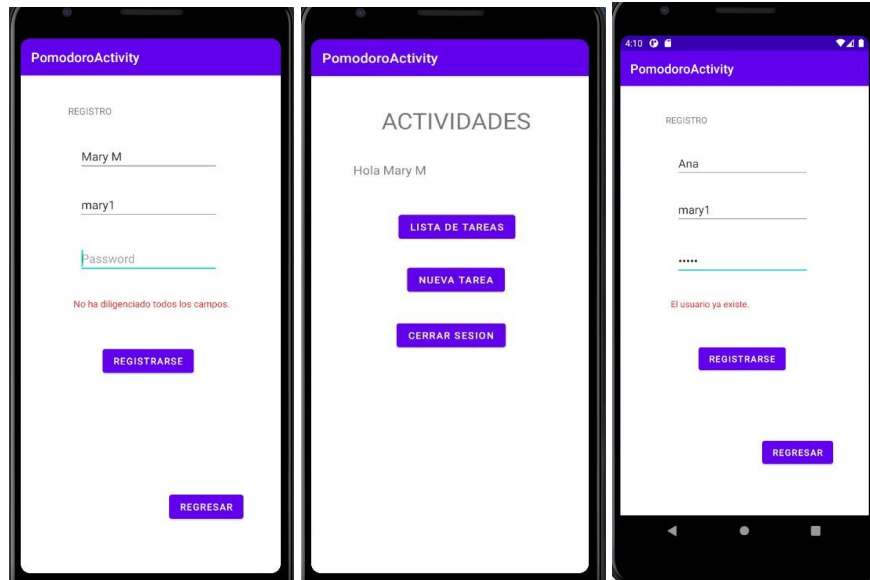 PomodoroActivity
REGISTRO
Mary M
mary1
Password
No ha diligenciado todos los campos.
REGISTRARSE
REGRESAR
PomodoroActivity
ACTIVIDADES
Hola Mary M
LISTA DE TAREAS
NUEVA TAREA
CERRAR SESION
4:10
PomodoroActivity
REGISTRO
Ana
mary1
•••••
El usuario ya existe.
REGISTRARSE
REGRESAR